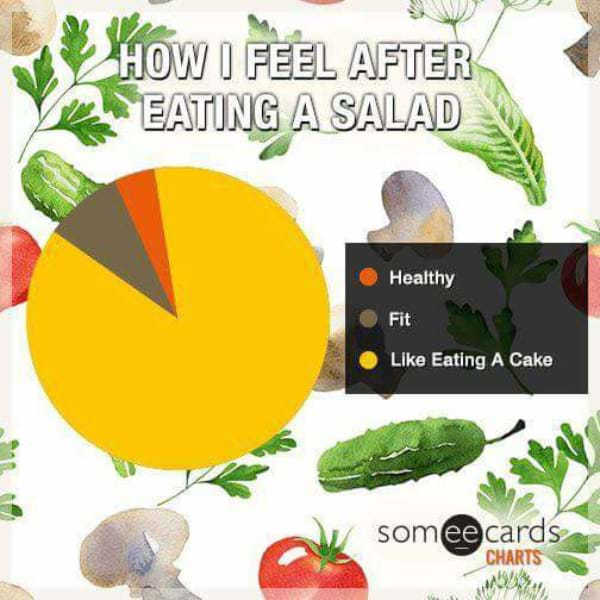 HOW I FEEL AFTER
EATING A SALAD
Healthy
Fit
Like Eating A Cake
someecards
CHARTS